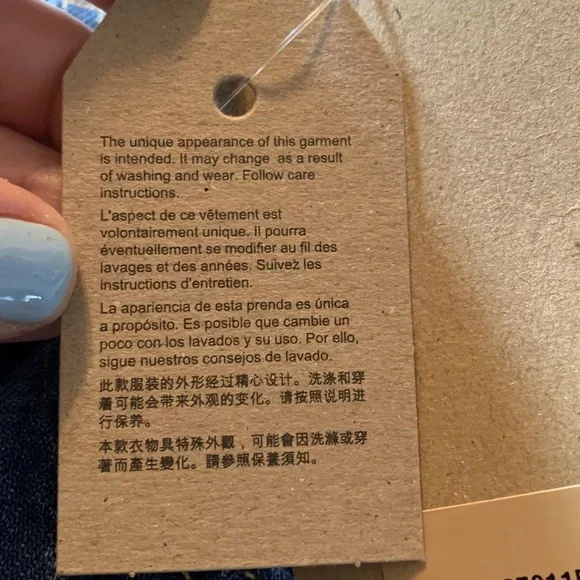 The unique appearance of this garment
is intended. It may change as a result
of washing and wear. Follow care
instructions.
L'aspect de ce vêtement est
volontairement unique. Il pourra
éventuellement se modifier au fil des
lavages et des années. Suivez les
instructions d'entretien.
La apariencia de esta prenda es única
a propósito. Es posible que cambie un
poco con los lavados y su uso. Por ello,
sigue nuestros consejos de lavado.
此款服装的外形经过精心设计。洗涤和穿
着可能会带来外观的变化。请按照说明进
行保养。
本款衣物具特殊外觀，可能會因洗滌或穿
著而產生變化。請參照保養須知。